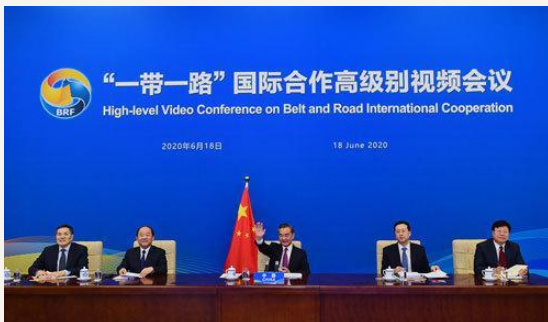 “一带一路”国际合作高级别视频会议
High-level Video Conference on Belt and Road International Cooperation
BRF
2020年6月18日
18 June 2020
中国